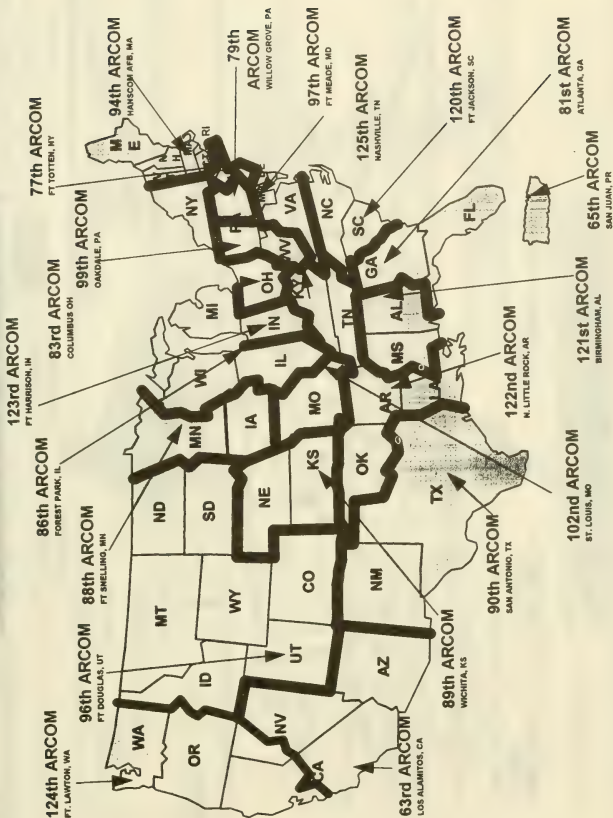 124th ARCOM
FT. LAWTON, WA
96th ARCOM
FT DOUGLAS, UT
88th ARCOM
FT SNELLING, MN
86th ARCOM
FOREST PARK, IL
123rd ARCOM
FT HARRISON, IN
83rd ARCOM
COLUMBUS OH
99th ARCOM
OAKDALE, PA
77th ARCOM
FT TOTTEN, NY
94th ARCOM
HANSCOM AFB, MA
79th
ARCOM
WILLOW GROVE, PA
97th ARCOM
FT MEADE, MD
125th ARCOM
NASHVILLE, TN
120th ARCOM
FT JACKSON, SC
81st ARCOM
ATLANTA, GA
65th ARCOM
SAN JUAN, PR
121st ARCOM
BIRMINGHAM, AL
122nd ARCOM
N. LITTLE ROCK, AR
102nd ARCOM
ST. LOUIS, MO
90th ARCOM
SAN ANTONIO, TX
89th ARCOM
WICHITA, KS
63rd ARCOM
LOS ALAMITOS, CA
WA
OR
CA
NV
ID
MT
WY
UT
AZ
CO
NM
ND
SD
NE
KS
OK
TX
MN
IA
MO
AR
LA
WI
IL
MI
IN
OH
KY
TN
MS
AL
GA
FL
SC
NC
VA
WV
NY
N
H
M
E
RI